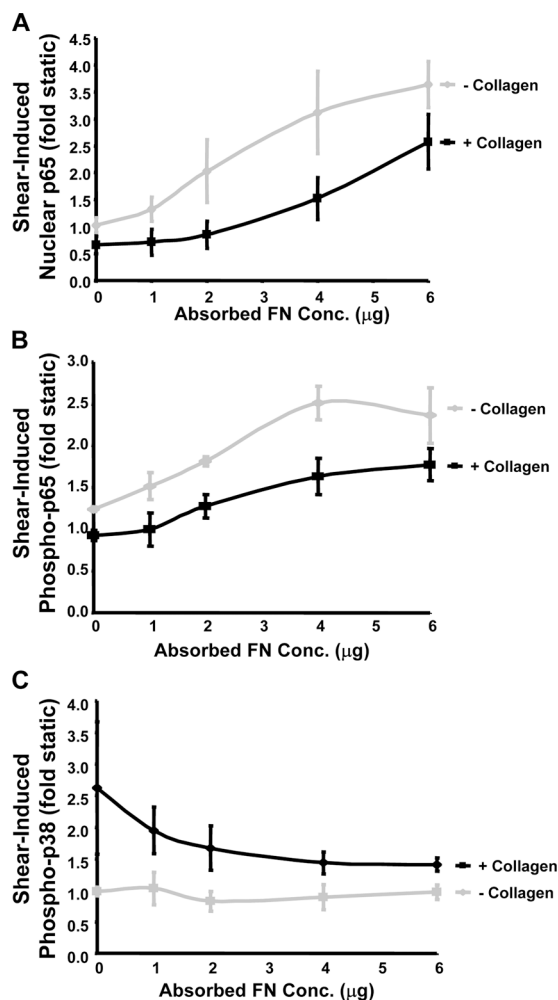 A
Shear-Induced
Nuclear p65 (fold static)
4.5
4.0
3.5
3.0
2.5
2.0
1.5
1.0
0.5
0.0
- Collagen
+ Collagen
0 1 2 3 4 5 6
Absorbed FN Conc. (μg)
B
Shear-Induced
Phospho-p65 (fold static)
3.0
2.5
2.0
1.5
1.0
0.5
0.0
- Collagen
+ Collagen
0 1 2 3 4 5 6
Absorbed FN Conc. (μg)
C
Shear-Induced
Phospho-p38 (fold static)
4.0
3.5
3.0
2.5
2.0
1.5
1.0
0.5
0.0
+ Collagen
- Collagen
0 1 2 3 4 5 6
Absorbed FN Conc. (μg)